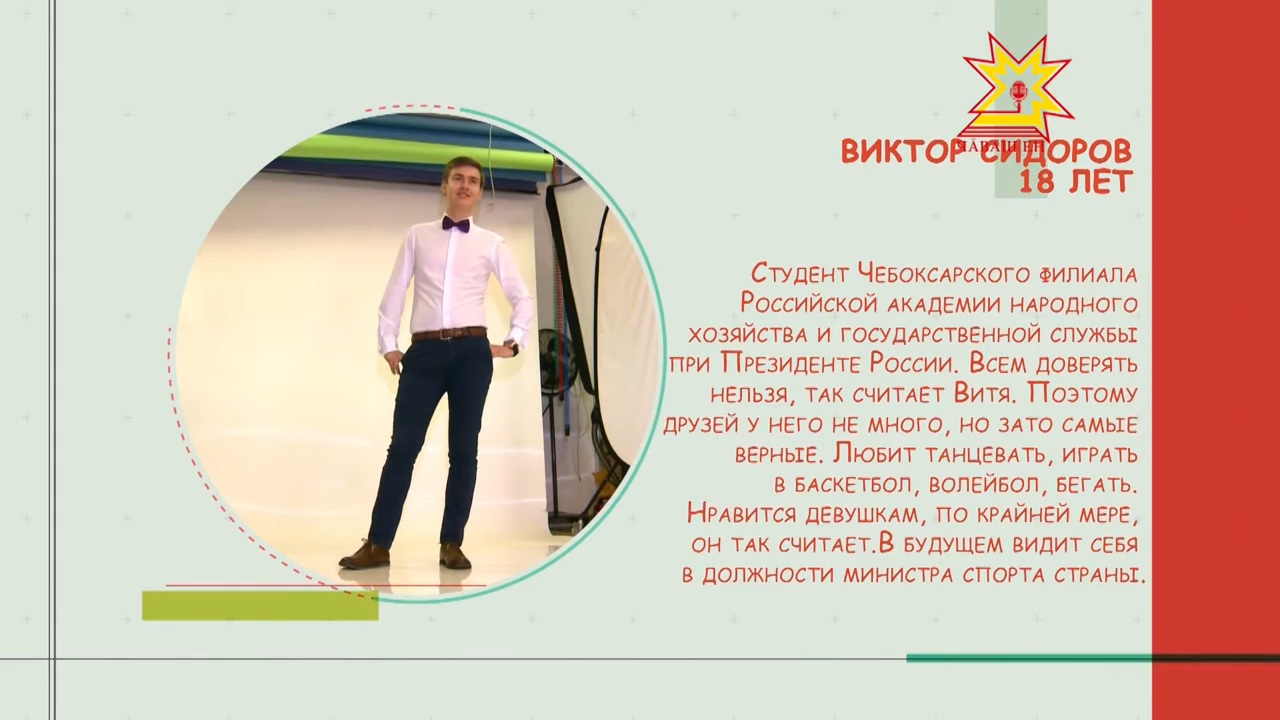 ЧӐВАШ ЕН
ВИКТОР СИДОРОВ
18 ЛЕТ
Студент Чебоксарского филиала
Российской академии народного
хозяйства и государственной службы
при Президенте России. Всем доверять
нельзя, так считает Витя. Поэтому
друзей у него не много, но зато самые
верные. Любит танцевать, играть
в баскетбол, волейбол, бегать.
Нравится девушкам, по крайней мере,
он так считает.В будущем видит себя
в должности министра спорта страны.